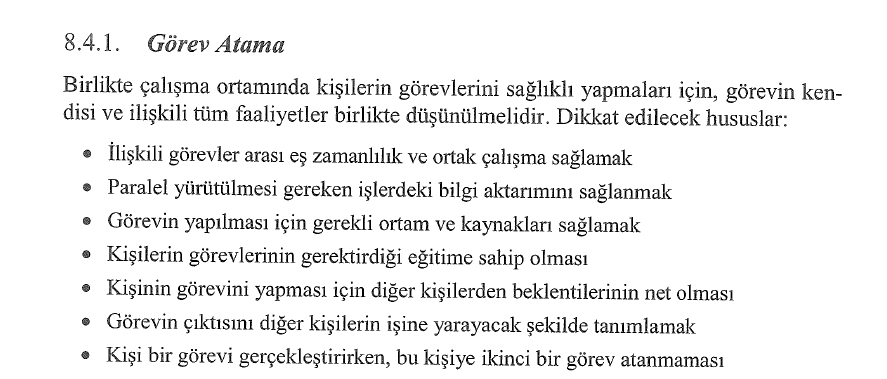 8.4.1. Görev Atama
Birlikte çalışma ortamında kişilerin görevlerini sağlıklı yapmaları için, görevin ken-
disi ve ilişkili tüm faaliyetler birlikte düşünülmelidir. Dikkat edilecek hususlar:
• İlişkili görevler arası eş zamanlılık ve ortak çalışma sağlamak
• Paralel yürütülmesi gereken işlerdeki bilgi aktarımını sağlanmak
• Görevin yapılması için gerekli ortam ve kaynakları sağlamak
• Kişilerin görevlerinin gerektirdiği eğitime sahip olması
• Kişinin görevini yapması için diğer kişilerden beklentilerinin net olması
• Görevin çıktısını diğer kişilerin işine yarayacak şekilde tanımlamak
• Kişi bir görevi gerçekleştirirken, bu kişiye ikinci bir görev atanmaması